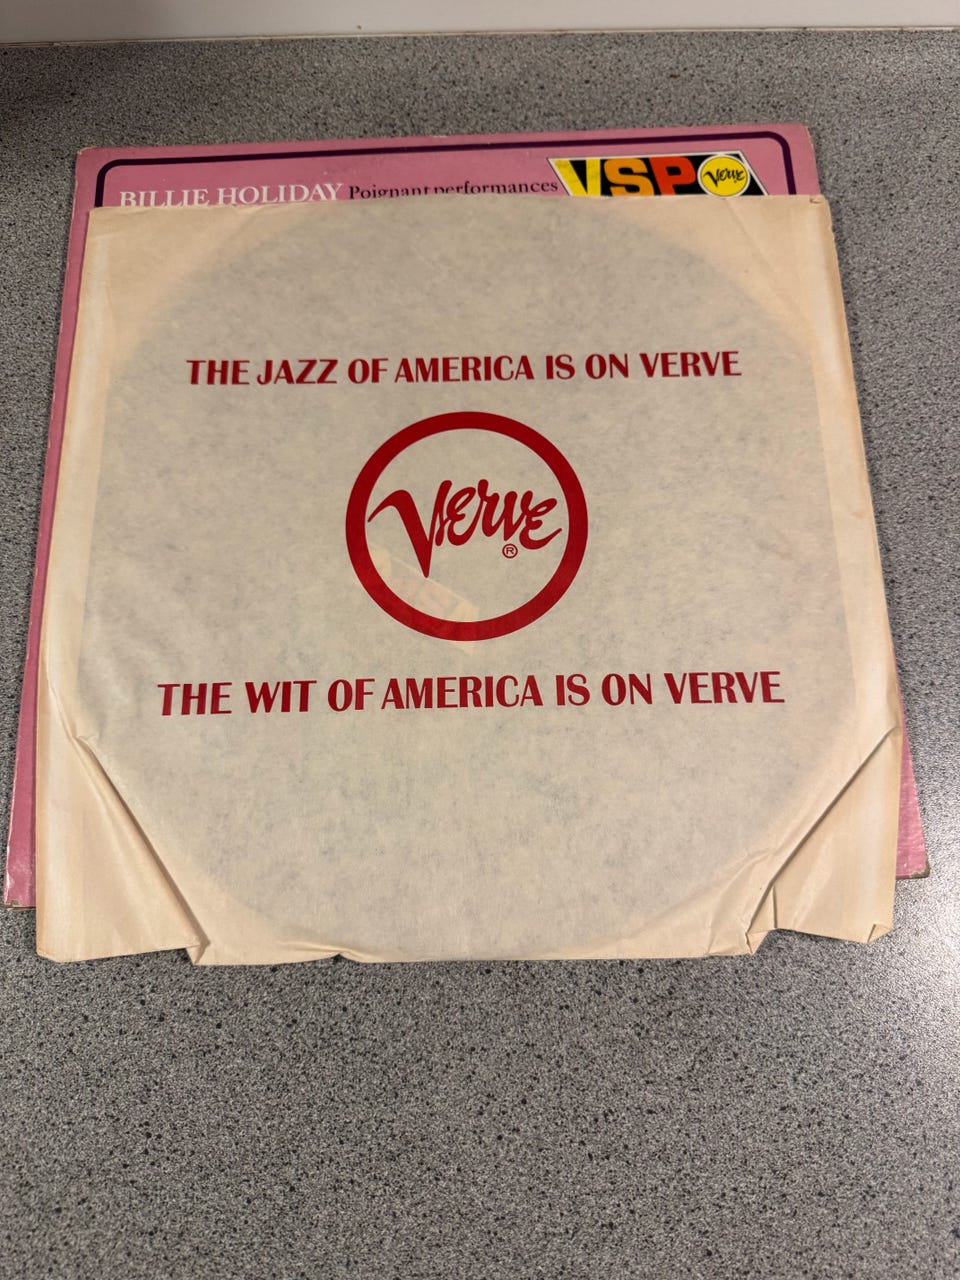 BILLIE HOLIDAY Poignant performances VSP Verve
THE JAZZ OF AMERICA IS ON VERVE
Verve ®
THE WIT OF AMERICA IS ON VERVE